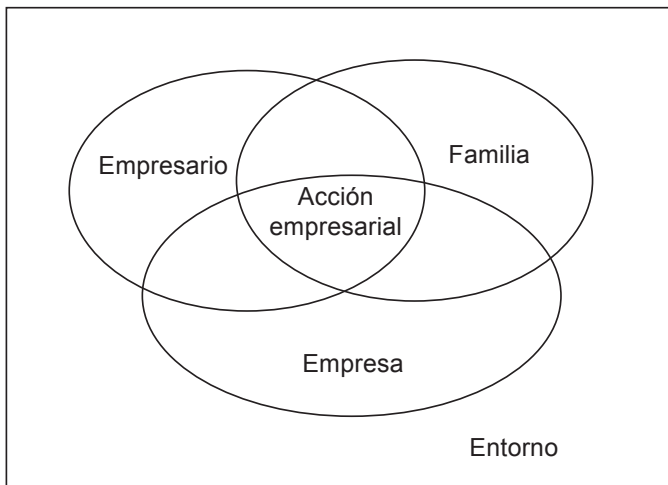 Empresario
Familia
Acción
empresarial
Empresa
Entorno